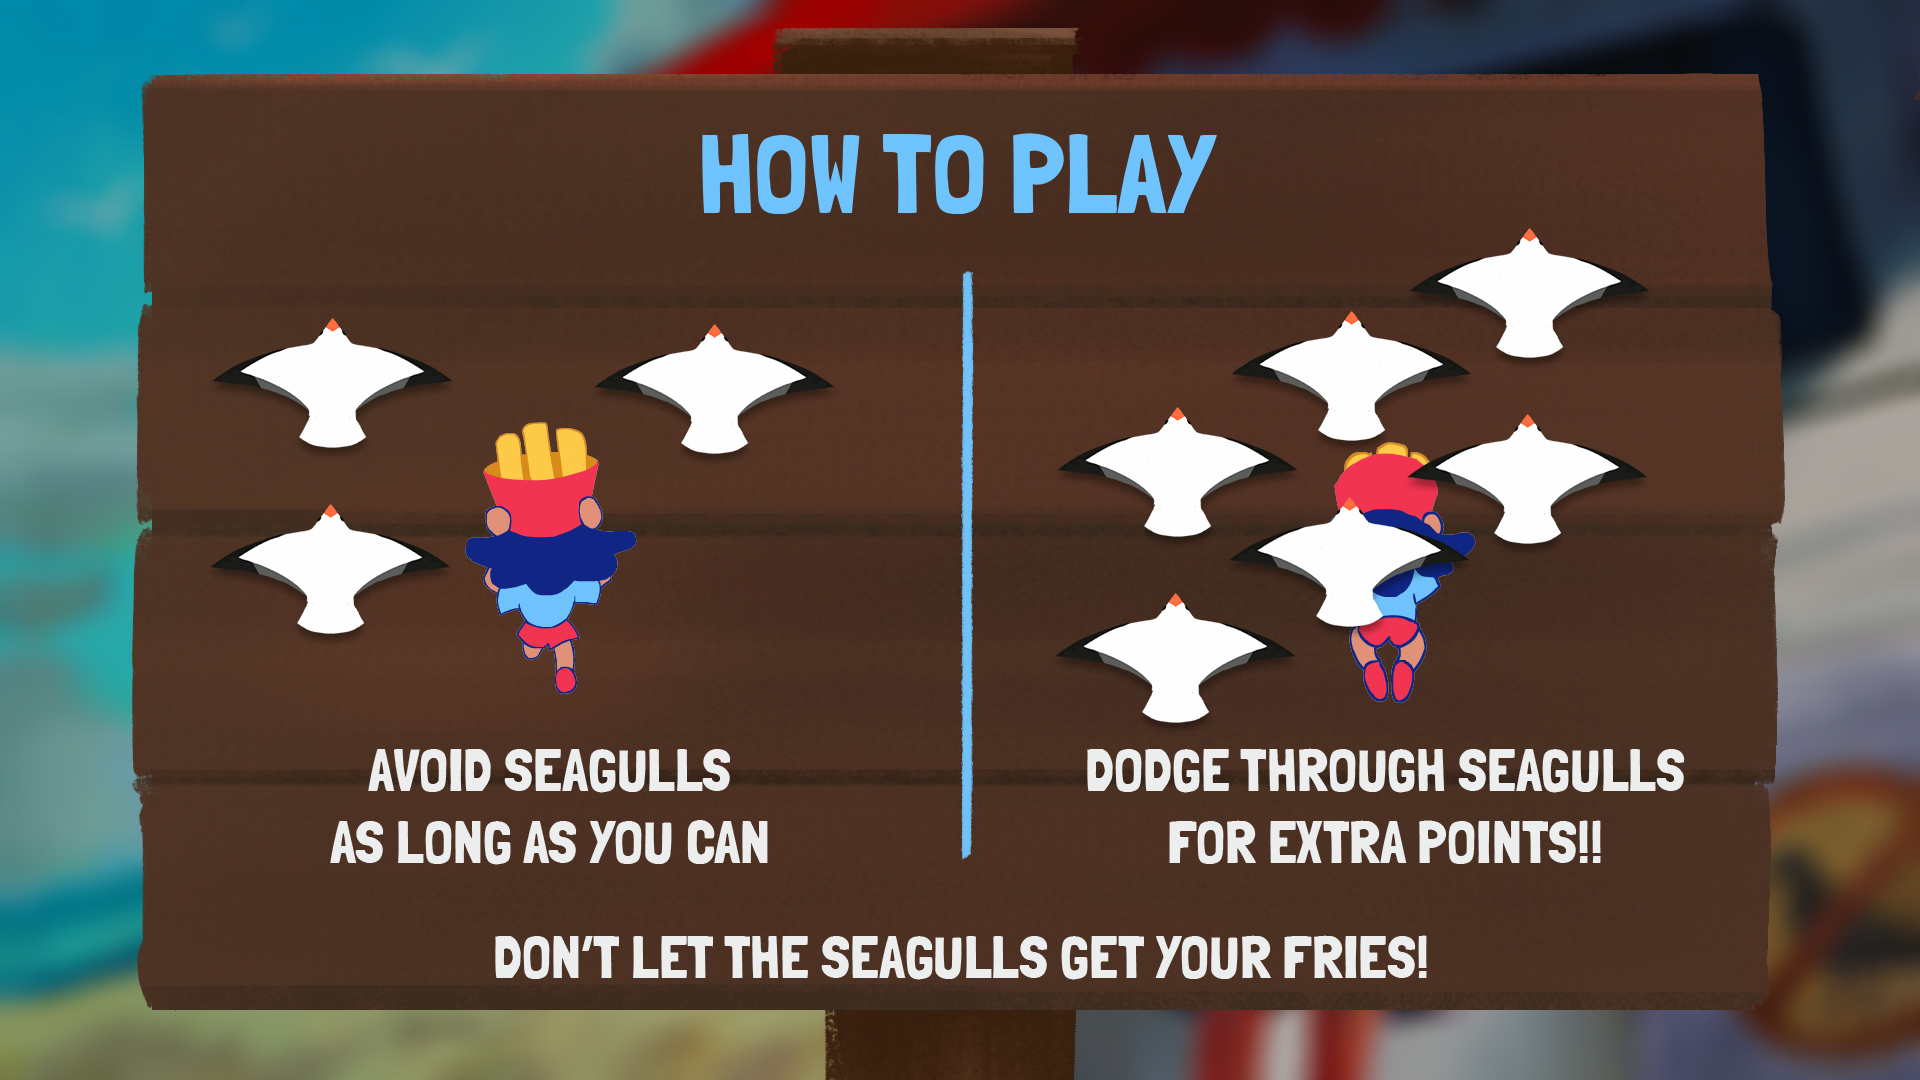 HOW TO PLAY
AVOID SEAGULLS
AS LONG AS YOU CAN
DODGE THROUGH SEAGULLS
FOR EXTRA POINTS!!
DON'T LET THE SEAGULLS GET YOUR FRIES!